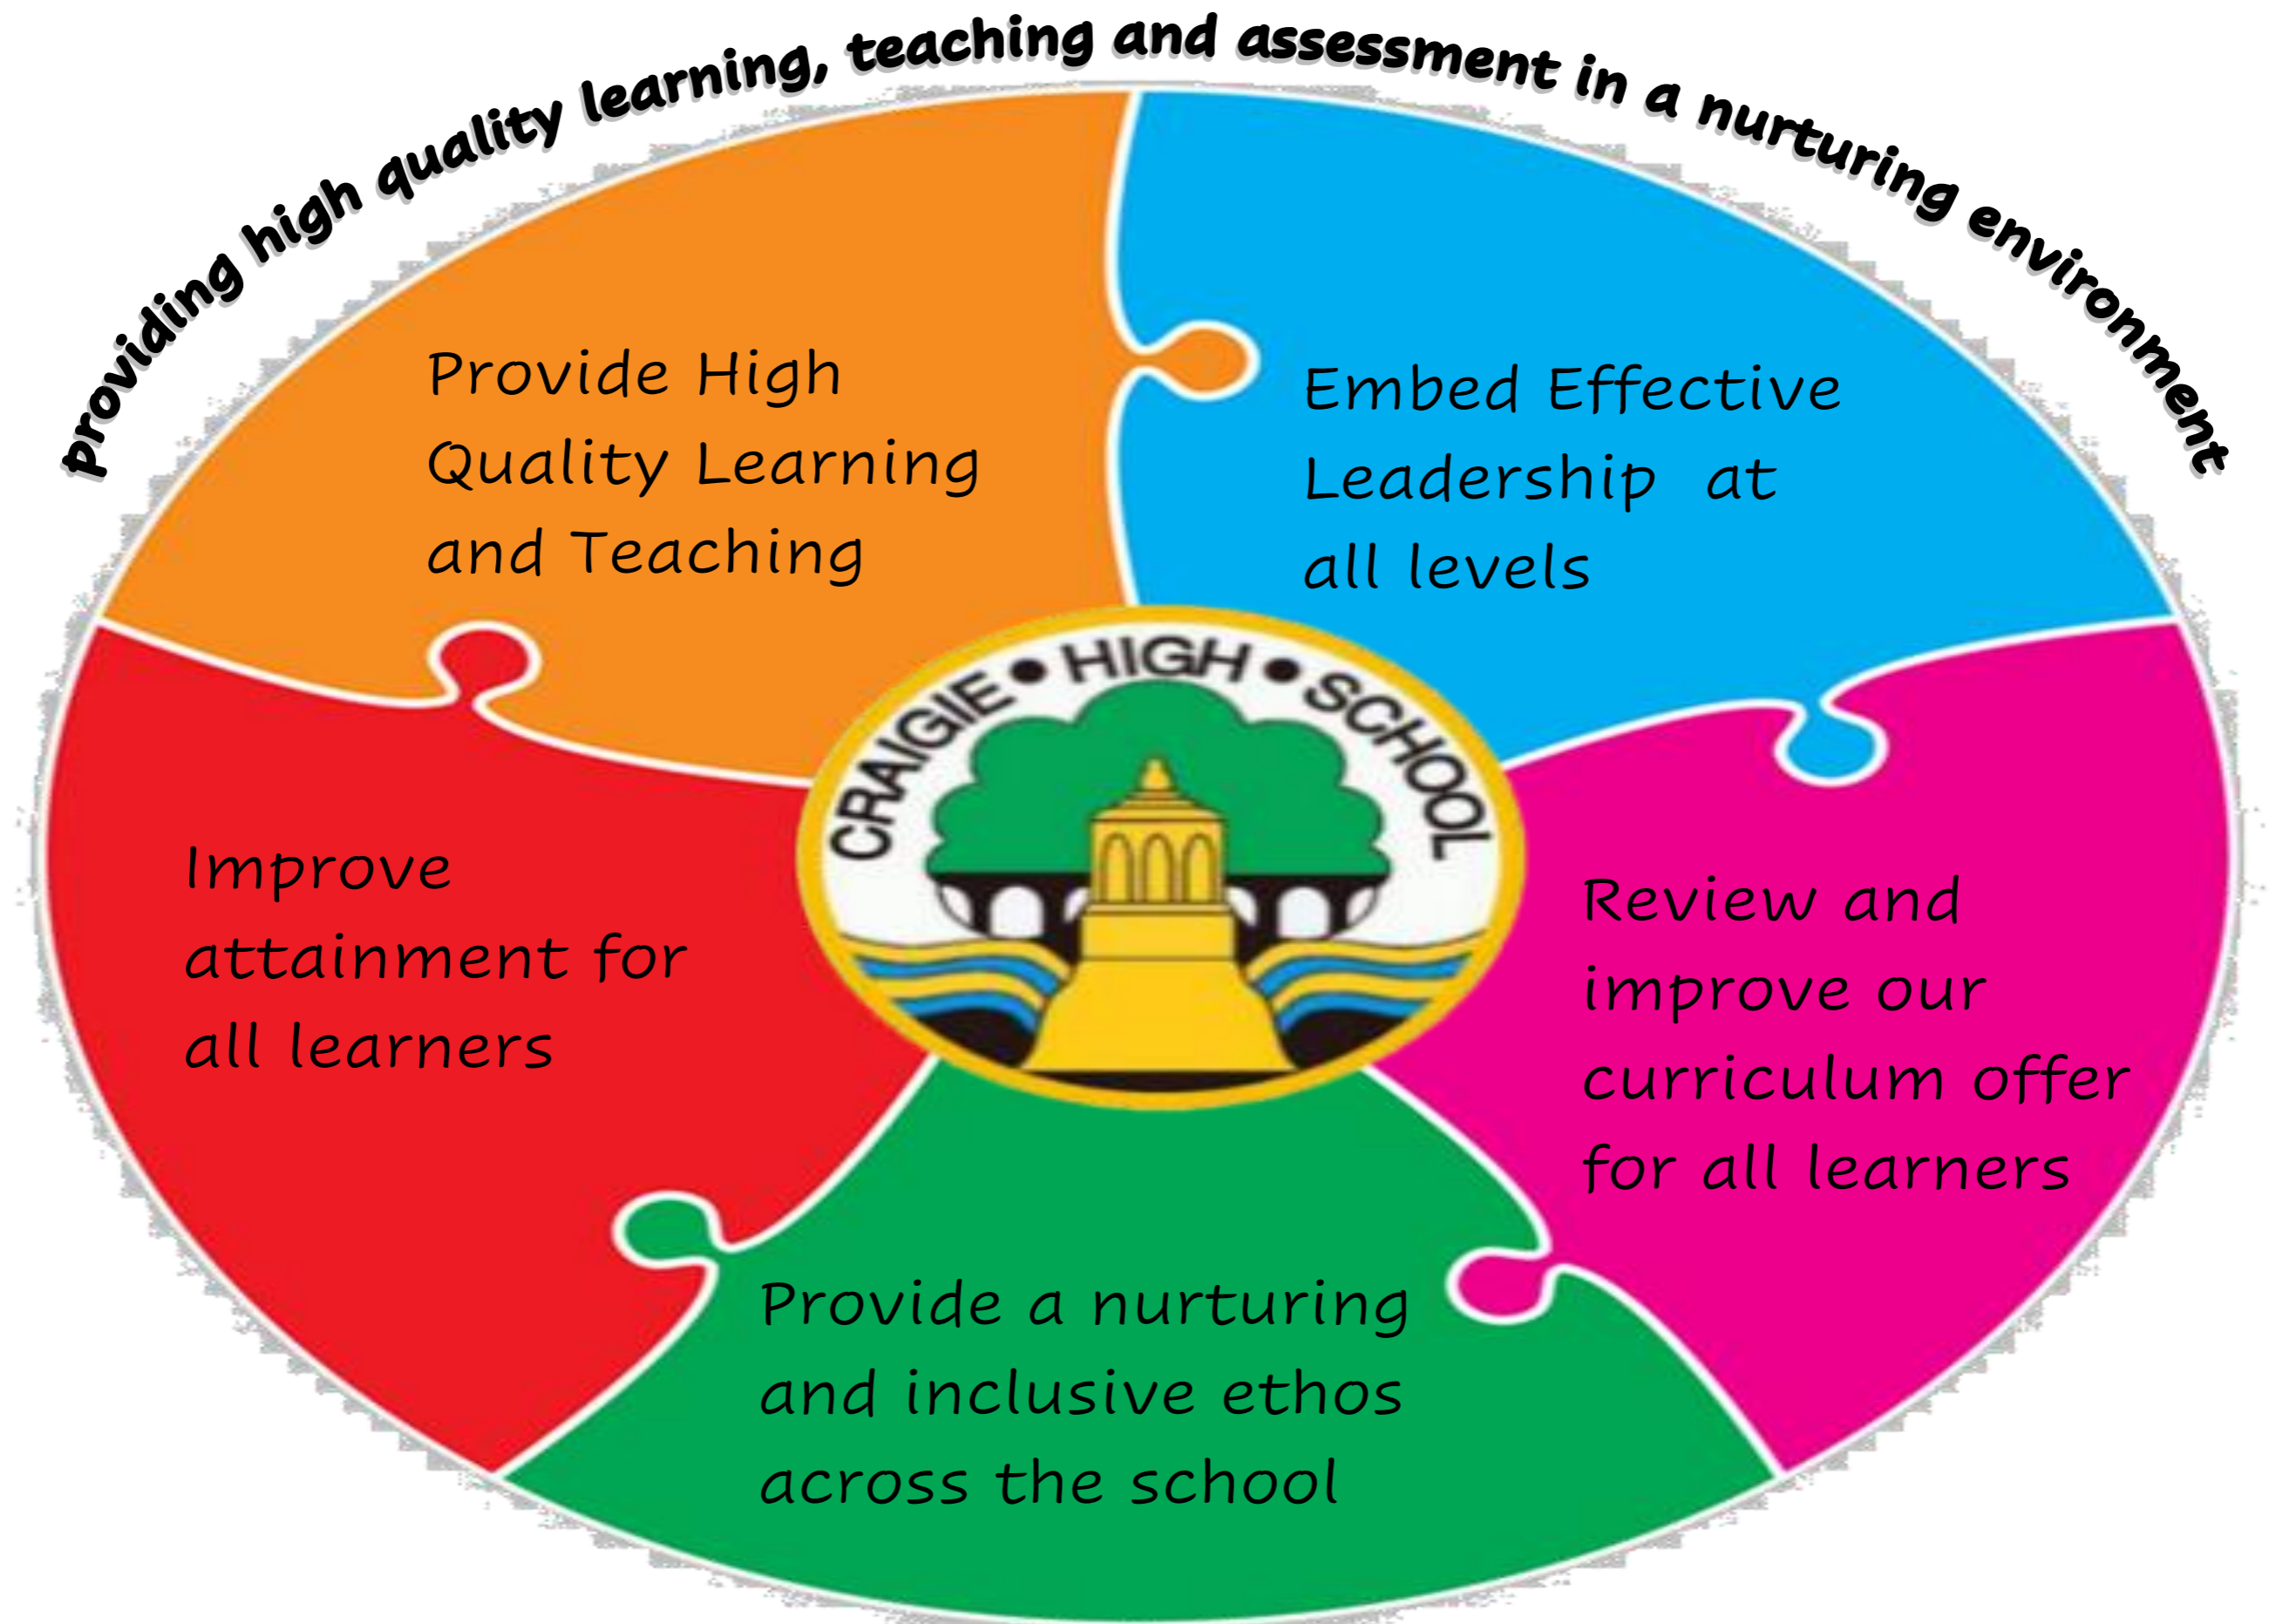 providing high quality learning, teaching and assessment in a nurturing environment
Provide High
Quality Learning
and Teaching
Embed Effective
Leadership at
all levels
CRAIGIE • HIGH • SCHOOL
Improve
attainment for
all learners
Review and
improve our
curriculum offer
for all learners
Provide a nurturing
and inclusive ethos
across the school